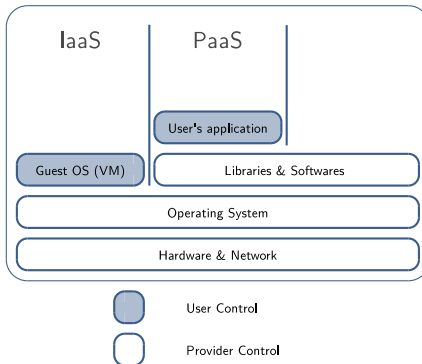 IaaS
PaaS
User's application
Guest OS (VM)
Libraries & Softwares
Operating System
Hardware & Network
User Control
Provider Control